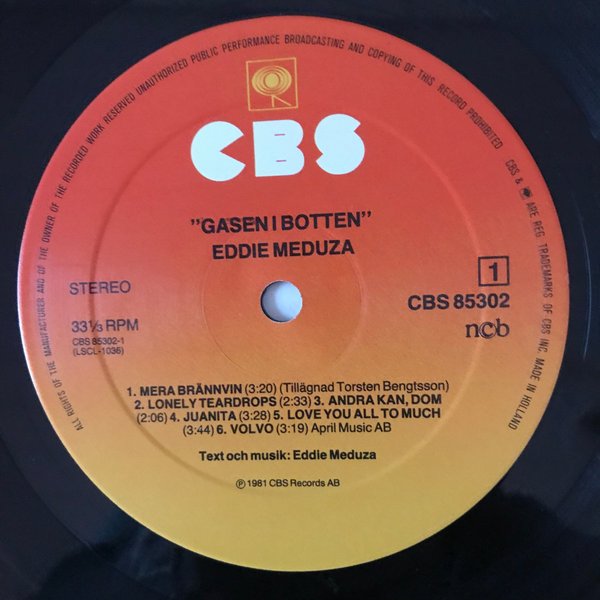 ALL RIGHTS OF THE MANUFACTURER AND OF THE OWNER OF THE RECORDED WORK RESERVED UNAUTHORIZED PUBLIC PERFORMANCE BROADCASTING AND COPYING OF THIS RECORD PROHIBITED
CBS & ARE REG. TRADEMARKS OF CBS INC. MADE IN HOLLAND
CBS
"GASEN I BOTTEN"
EDDIE MEDUZA
1
STEREO
CBS 85302
33⅓ RPM
ncb
CBS 85302-1
(LSCL-1036)
1. MERA BRÄNNVIN (3:20) (Tillägnad Torsten Bengtsson)
2. LONELY TEARDROPS (2:33) 3. ANDRA KAN, DOM
(2:06) 4. JUANITA (3:28) 5. LOVE YOU ALL TO MUCH
(3:44) 6. VOLVO (3:19) April Music AB
Text och musik: Eddie Meduza
℗ 1981 CBS Records AB